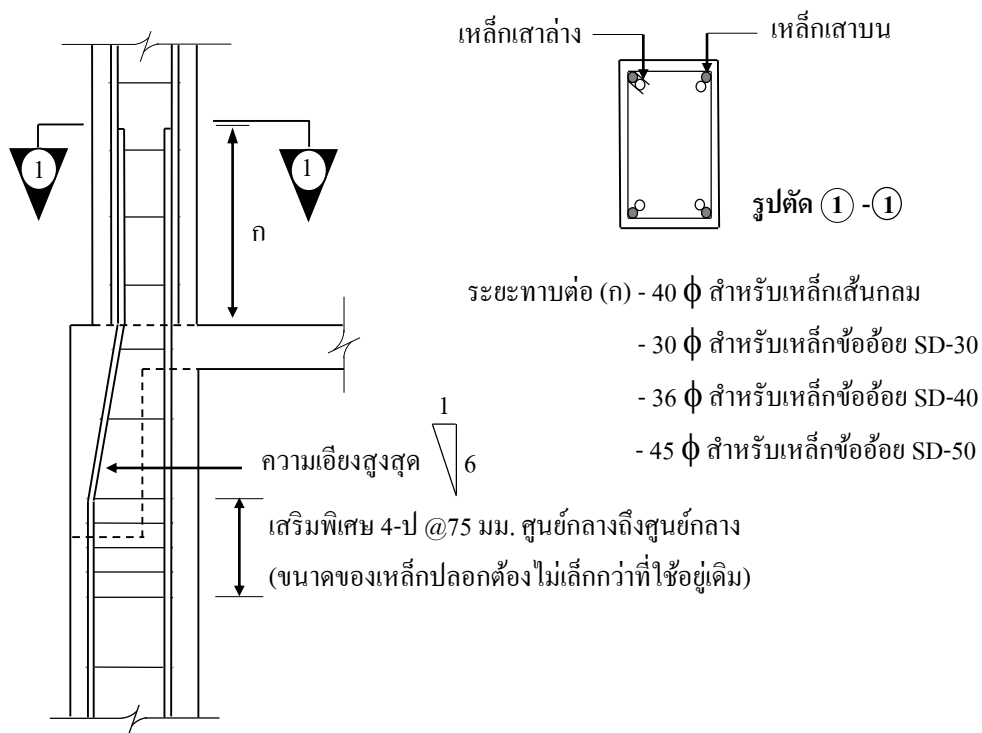 เหล็กเสาล่าง
เหล็กเสาบน
1
1
ก
รูปตัด 1 - 1
ระยะทาบต่อ (ก) - 40 ϕ สำหรับเหล็กเส้นกลม
- 30 ϕ สำหรับเหล็กข้ออ้อย SD-30
- 36 ϕ สำหรับเหล็กข้ออ้อย SD-40
- 45 ϕ สำหรับเหล็กข้ออ้อย SD-50
1
ความเอียงสูงสุด 6
เสริมพิเศษ 4-ป @75 มม. ศูนย์กลางถึงศูนย์กลาง
(ขนาดของเหล็กปลอกต้องไม่เล็กกว่าที่ใช้อยู่เดิม)